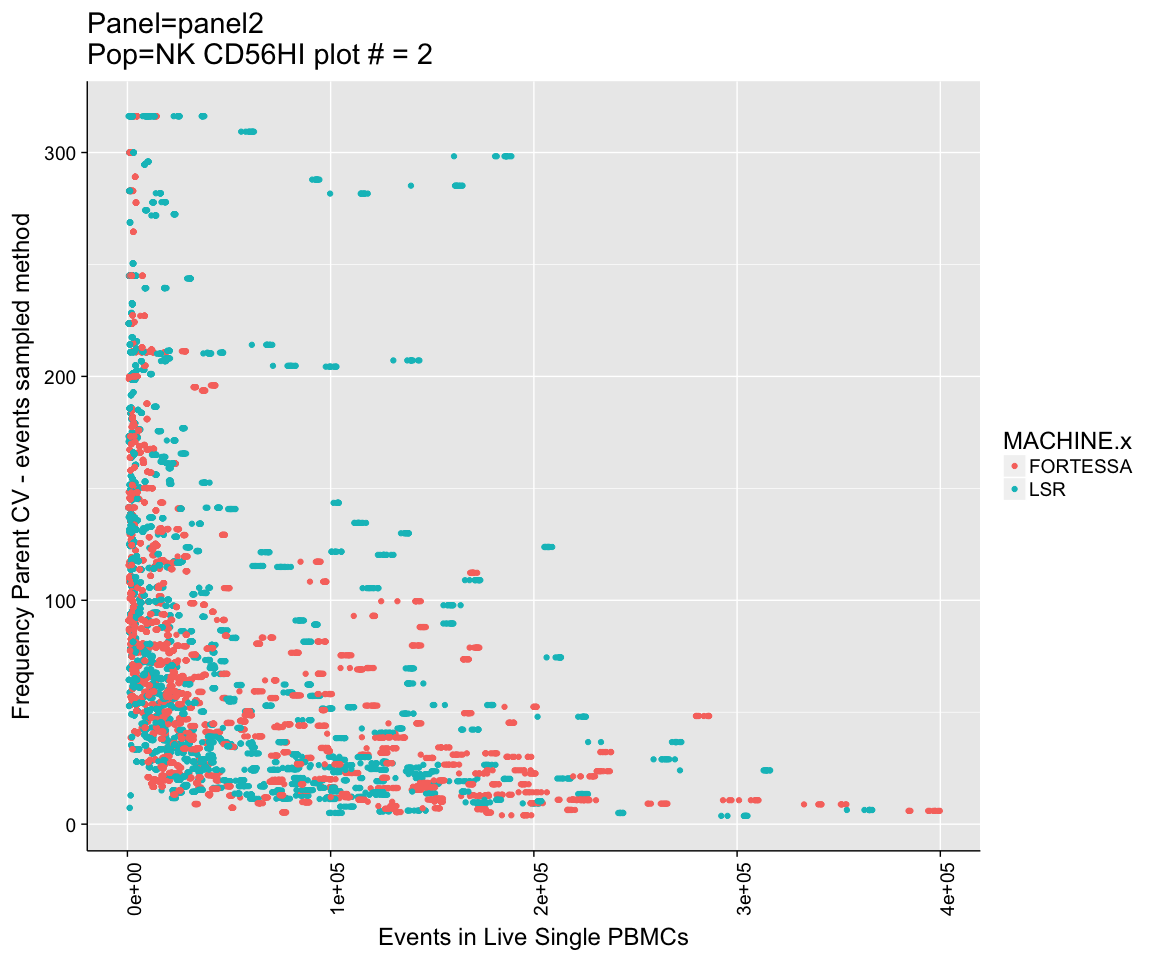 Panel=panel2
Pop=NK CD56HI plot # = 2
Frequency Parent CV - events sampled method
300
200
100
0
0e+00
1e+05
2e+05
3e+05
4e+05
Events in Live Single PBMCs
MACHINE.x
FORTESSA
LSR